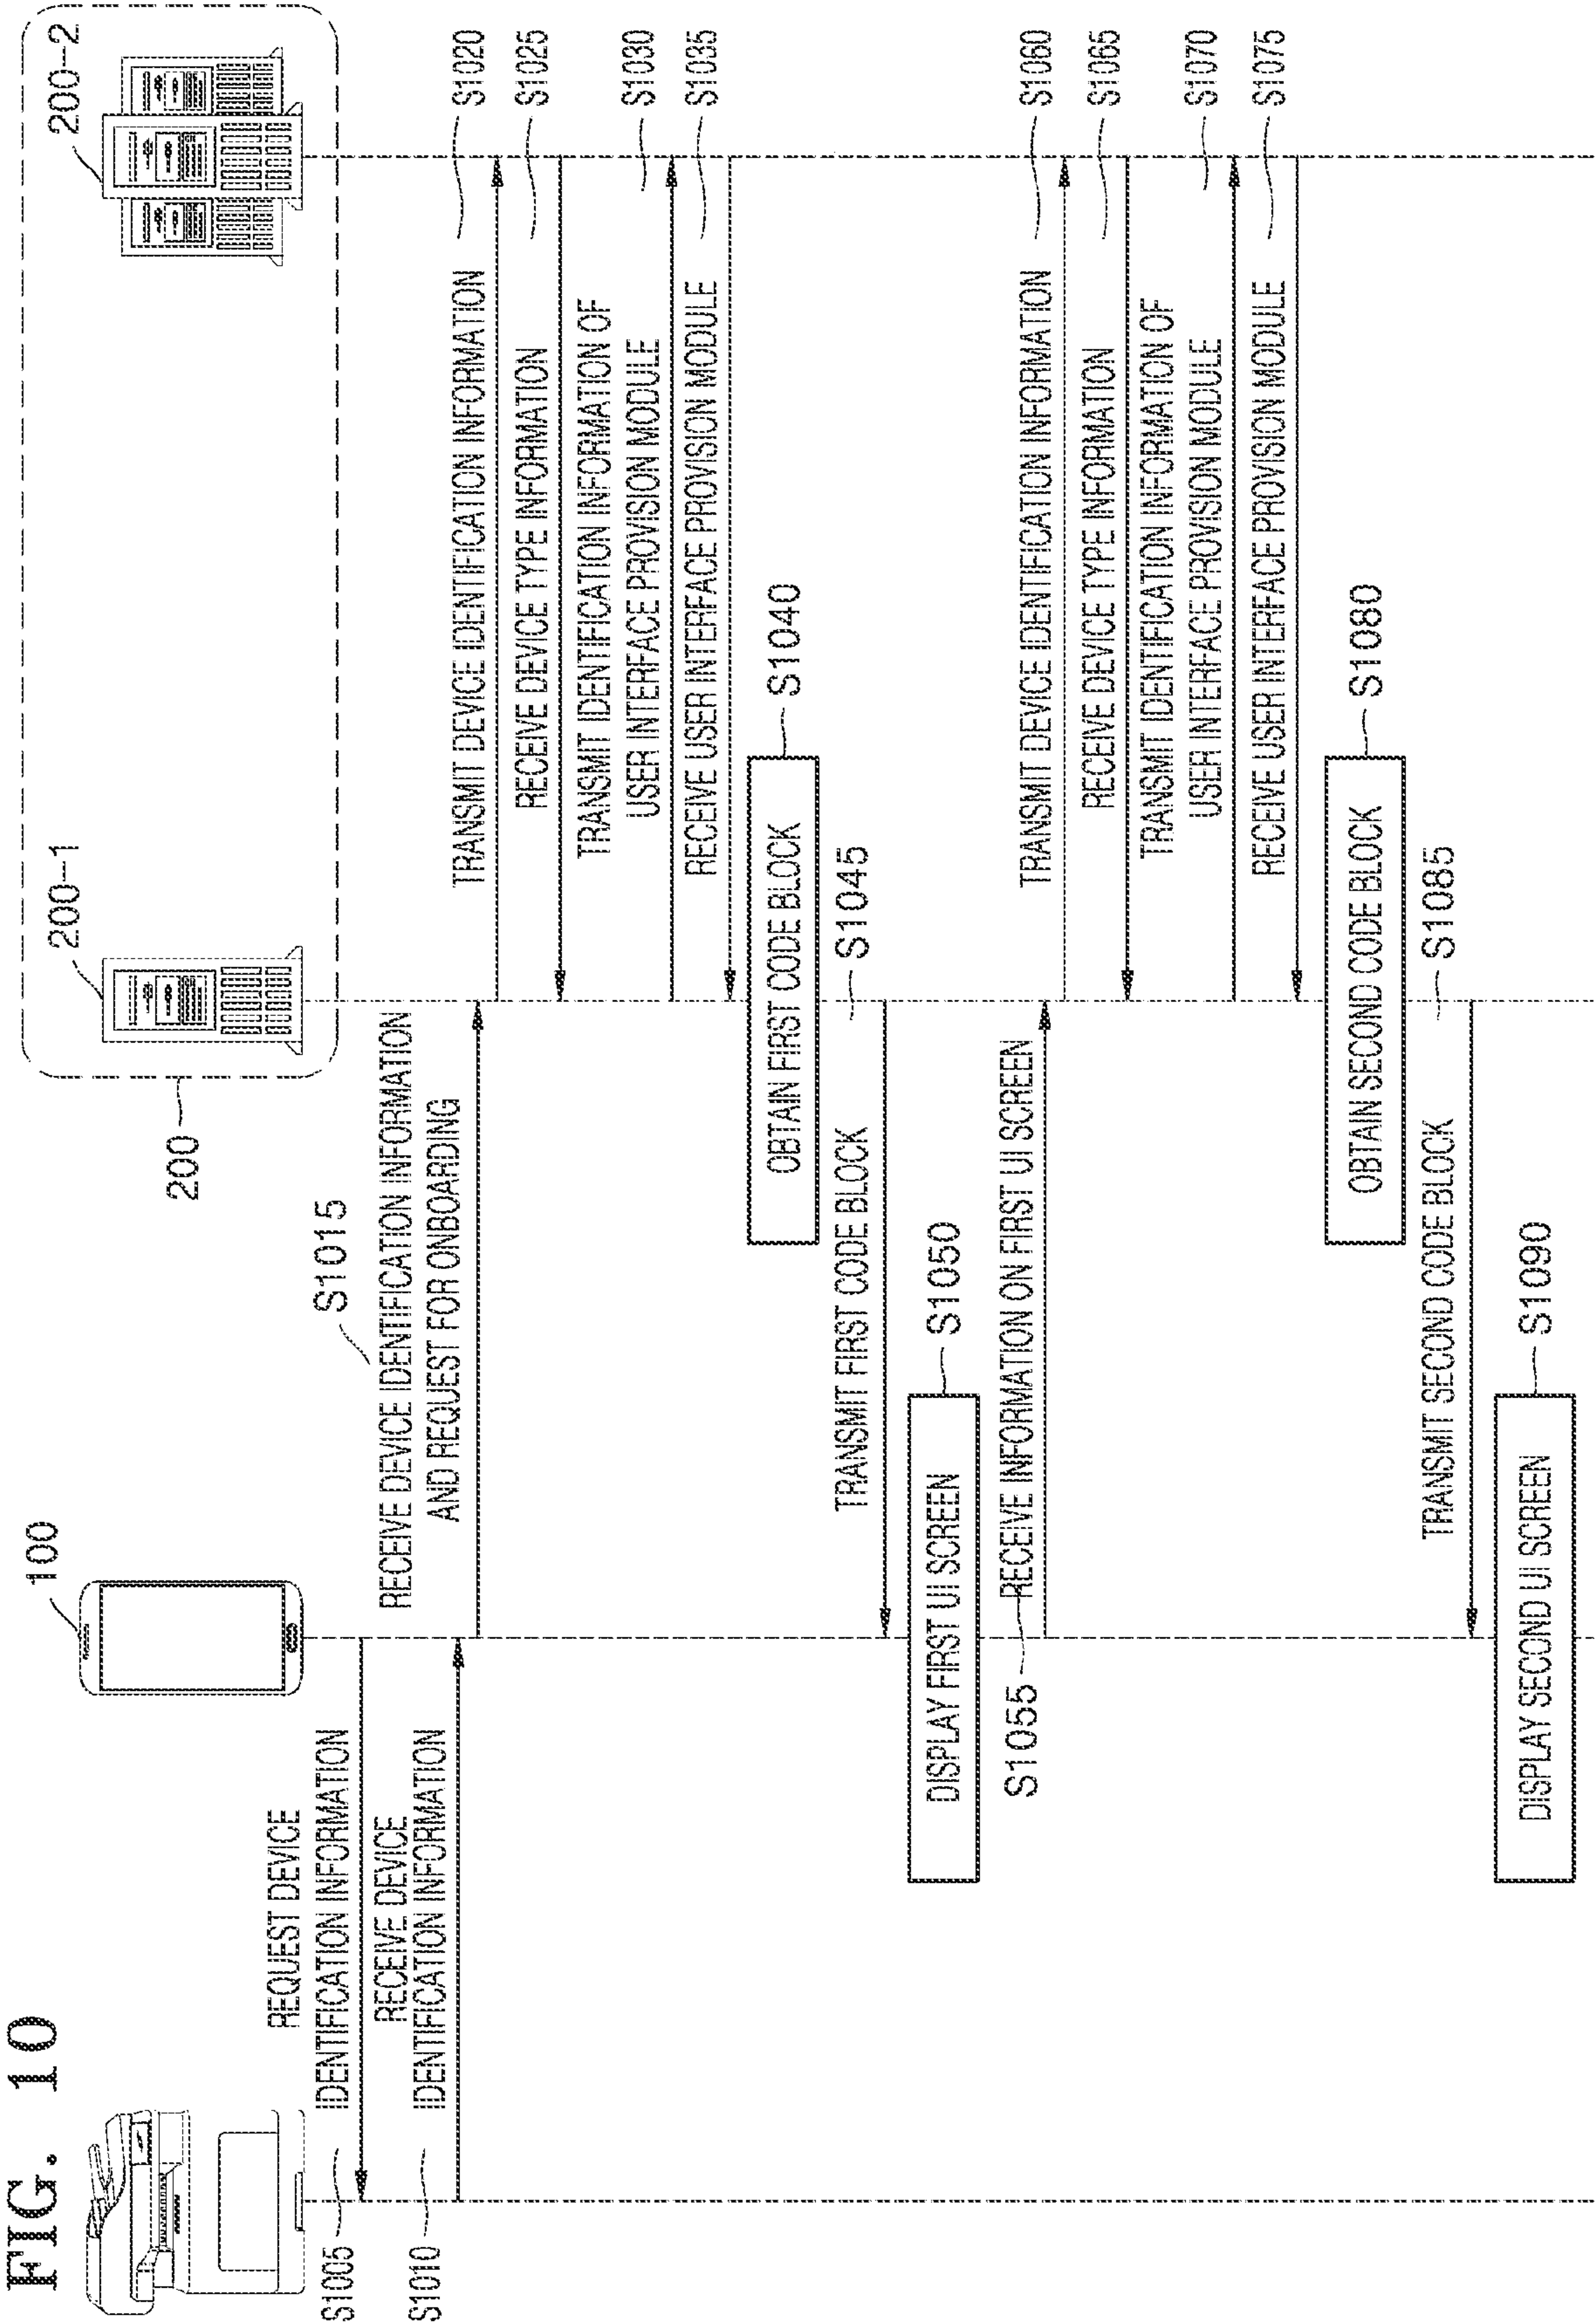 FIG. 10
100
200
200-1
200-2
REQUEST DEVICE
IDENTIFICATION INFORMATION
S1005
RECEIVE DEVICE
IDENTIFICATION INFORMATION
S1010
S1015
RECEIVE DEVICE IDENTIFICATION INFORMATION
AND REQUEST FOR ONBOARDING
TRANSMIT DEVICE IDENTIFICATION INFORMATION
S1020
RECEIVE DEVICE TYPE INFORMATION
S1025
TRANSMIT IDENTIFICATION INFORMATION OF
USER INTERFACE PROVISION MODULE
S1030
RECEIVE USER INTERFACE PROVISION MODULE
S1035
OBTAIN FIRST CODE BLOCK
S1040
TRANSMIT FIRST CODE BLOCK
S1045
DISPLAY FIRST UI SCREEN
S1050
RECEIVE INFORMATION ON FIRST UI SCREEN
S1055
TRANSMIT DEVICE IDENTIFICATION INFORMATION
S1060
RECEIVE DEVICE TYPE INFORMATION
S1065
TRANSMIT IDENTIFICATION INFORMATION OF
USER INTERFACE PROVISION MODULE
S1070
RECEIVE USER INTERFACE PROVISION MODULE
S1075
OBTAIN SECOND CODE BLOCK
S1080
TRANSMIT SECOND CODE BLOCK
S1085
DISPLAY SECOND UI SCREEN
S1090